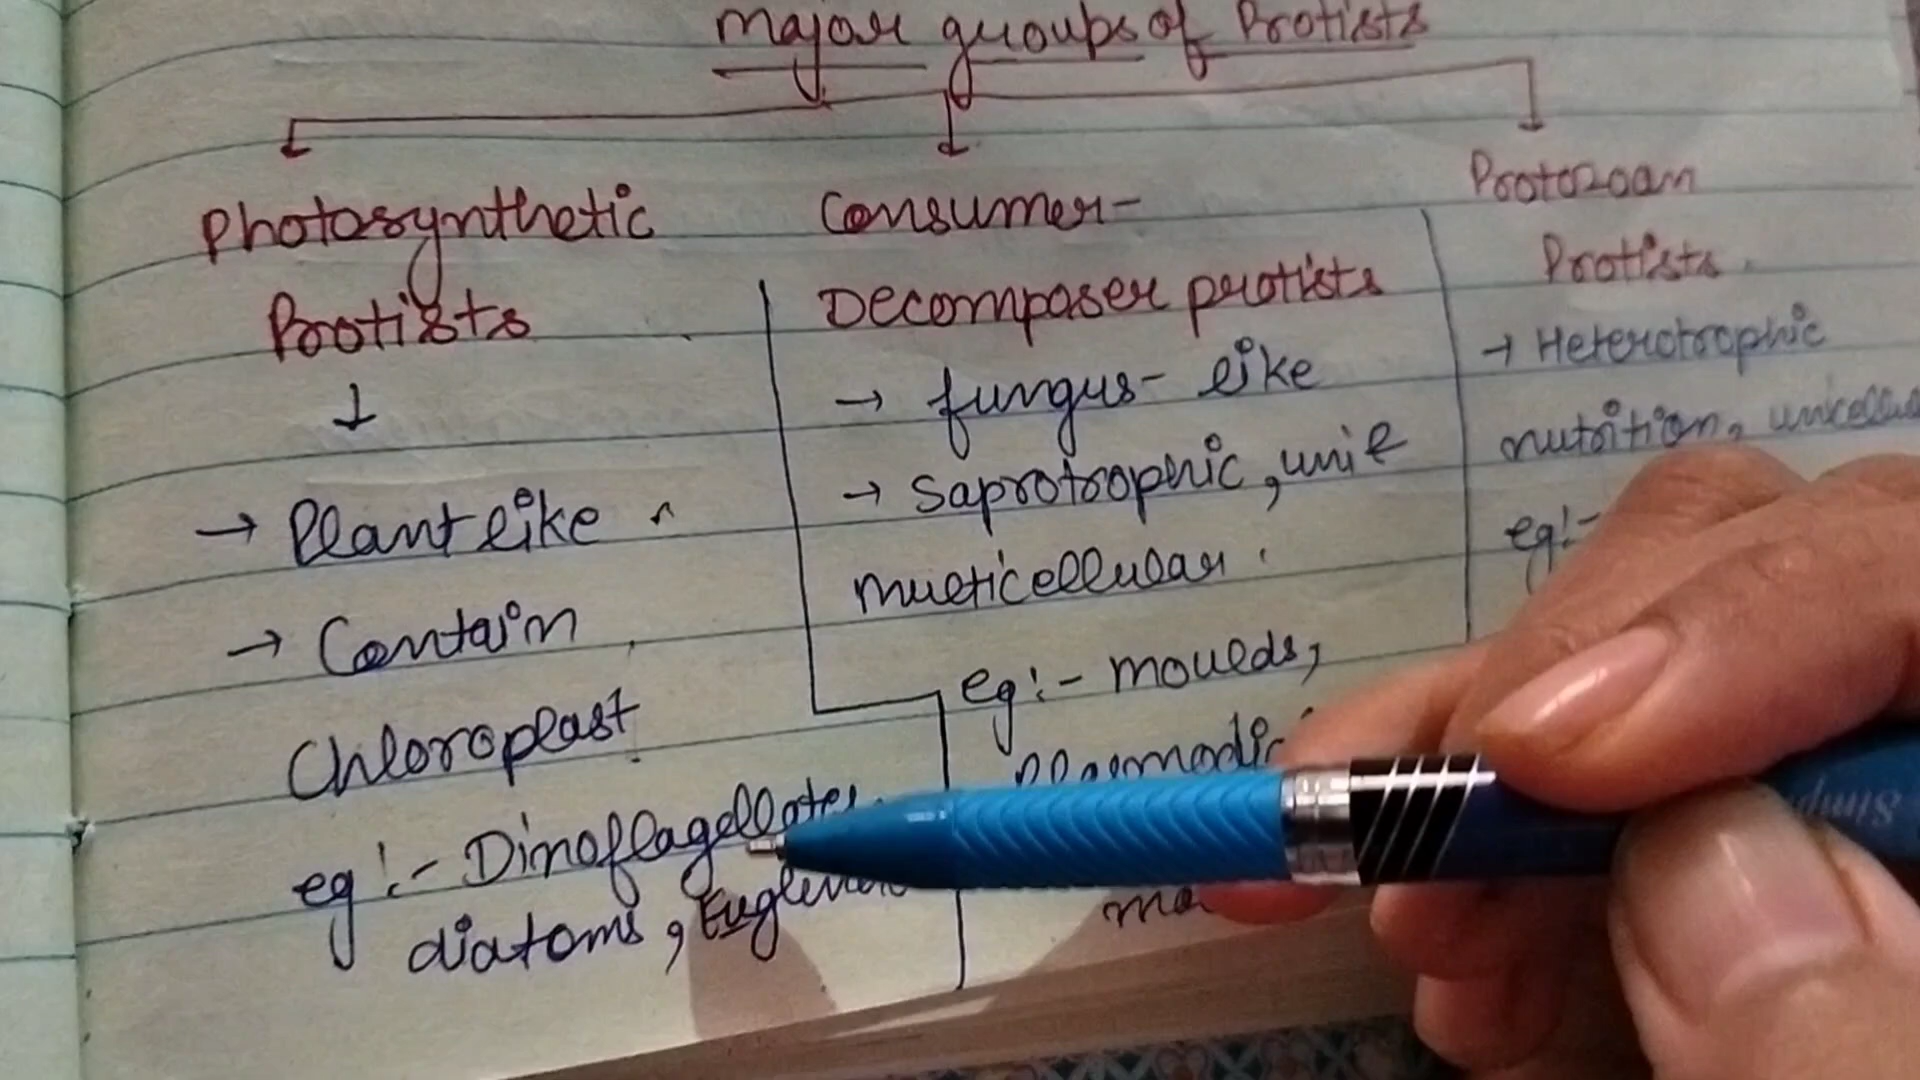 major groups of Protists
Photosynthetic
Protists
→ Plant like
→ Contain
Chloroplast
eg:- Dinoflagellates
diatoms,
Consumer-
Decomposer protists
→ fungus-like
→ Saprotrophic, uni &
multicellular.
eg:- moulds,
Protozoan
Protists
→ Heterotrophic
nutrition,
eg:-